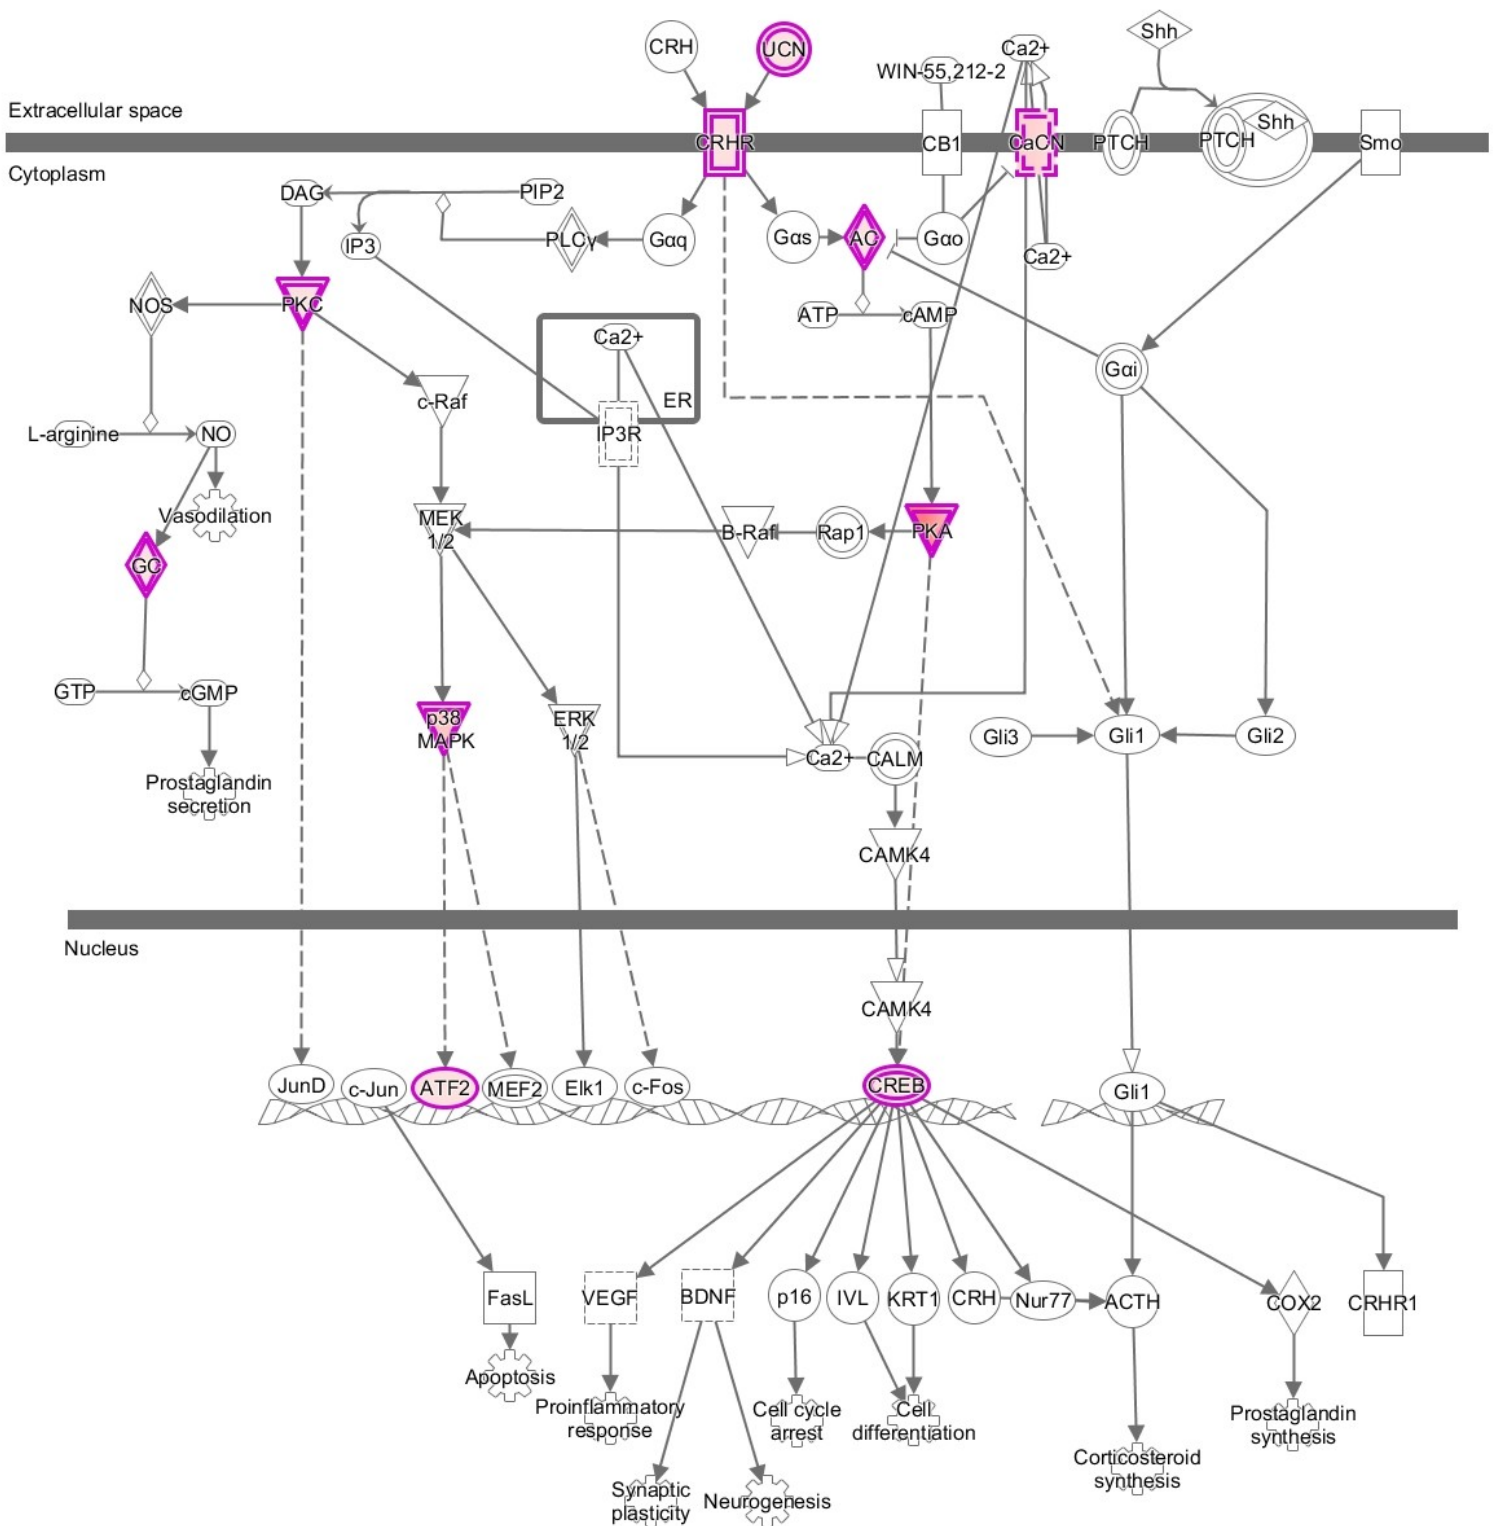 Shh
CRH
UCN
Ca2+
WIN-55,212-2
Extracellular space
CRHR
CB1
CaCN
PTCH
PTCH
Shh
Smo
Cytoplasm
DAG
PIP2
IP3
PLCγ
Gαq
Gαs
AC
Gαo
Ca2+
NOS
PKC
ATP
cAMP
Ca2+
Gαi
ER
c-Raf
L-arginine
NO
IP3R
Vasodilation
MEK
1/2
B-Raf
Rap1
PKA
GC
GTP
cGMP
p38
MAPK
ERK
1/2
Gli3
Gli1
Gli2
Ca2+
CALM
Prostaglandin
secretion
CAMK4
Nucleus
CAMK4
JunD
c-Jun
ATF2
MEF2
Elk1
c-Fos
CREB
Gli1
FasL
VEGF
BDNF
p16
IVL
KRT1
CRH
Nur77
ACTH
COX2
CRHR1
Apoptosis
Proinflammatory
response
Cell cycle
arrest
Cell
differentiation
Prostaglandin
synthesis
Corticosteroid
synthesis
Synaptic
plasticity
Neurogenesis